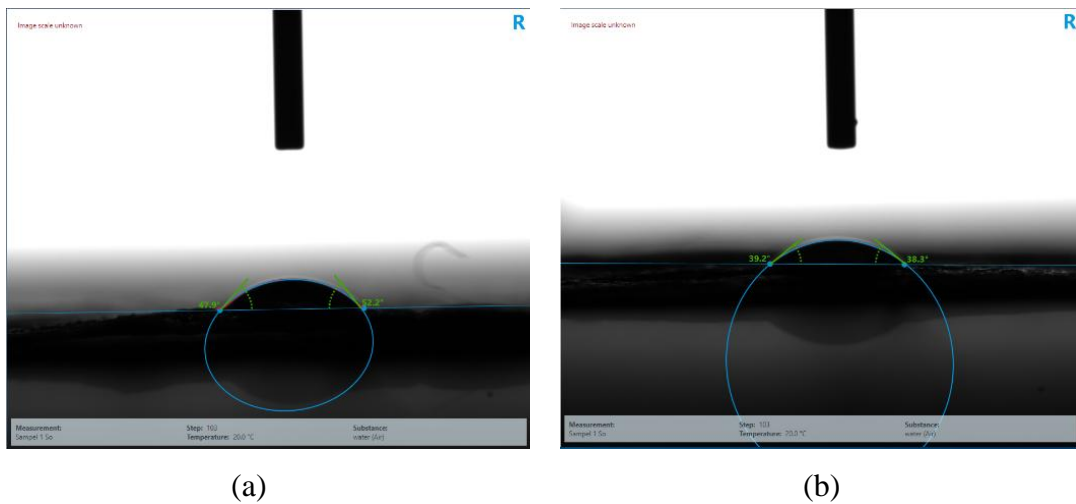 Image scale unknown
R
47.9°
52.2°
Measurement:
Sampel 1 So
Step: 103
Temperature: 20.0 °C
Substance:
water [Air]
(a)
Image scale unknown
R
39.2°
38.3°
Measurement:
Sampel 1 So
Step: 103
Temperature: 20.0 °C
Substance:
water [Air]
(b)